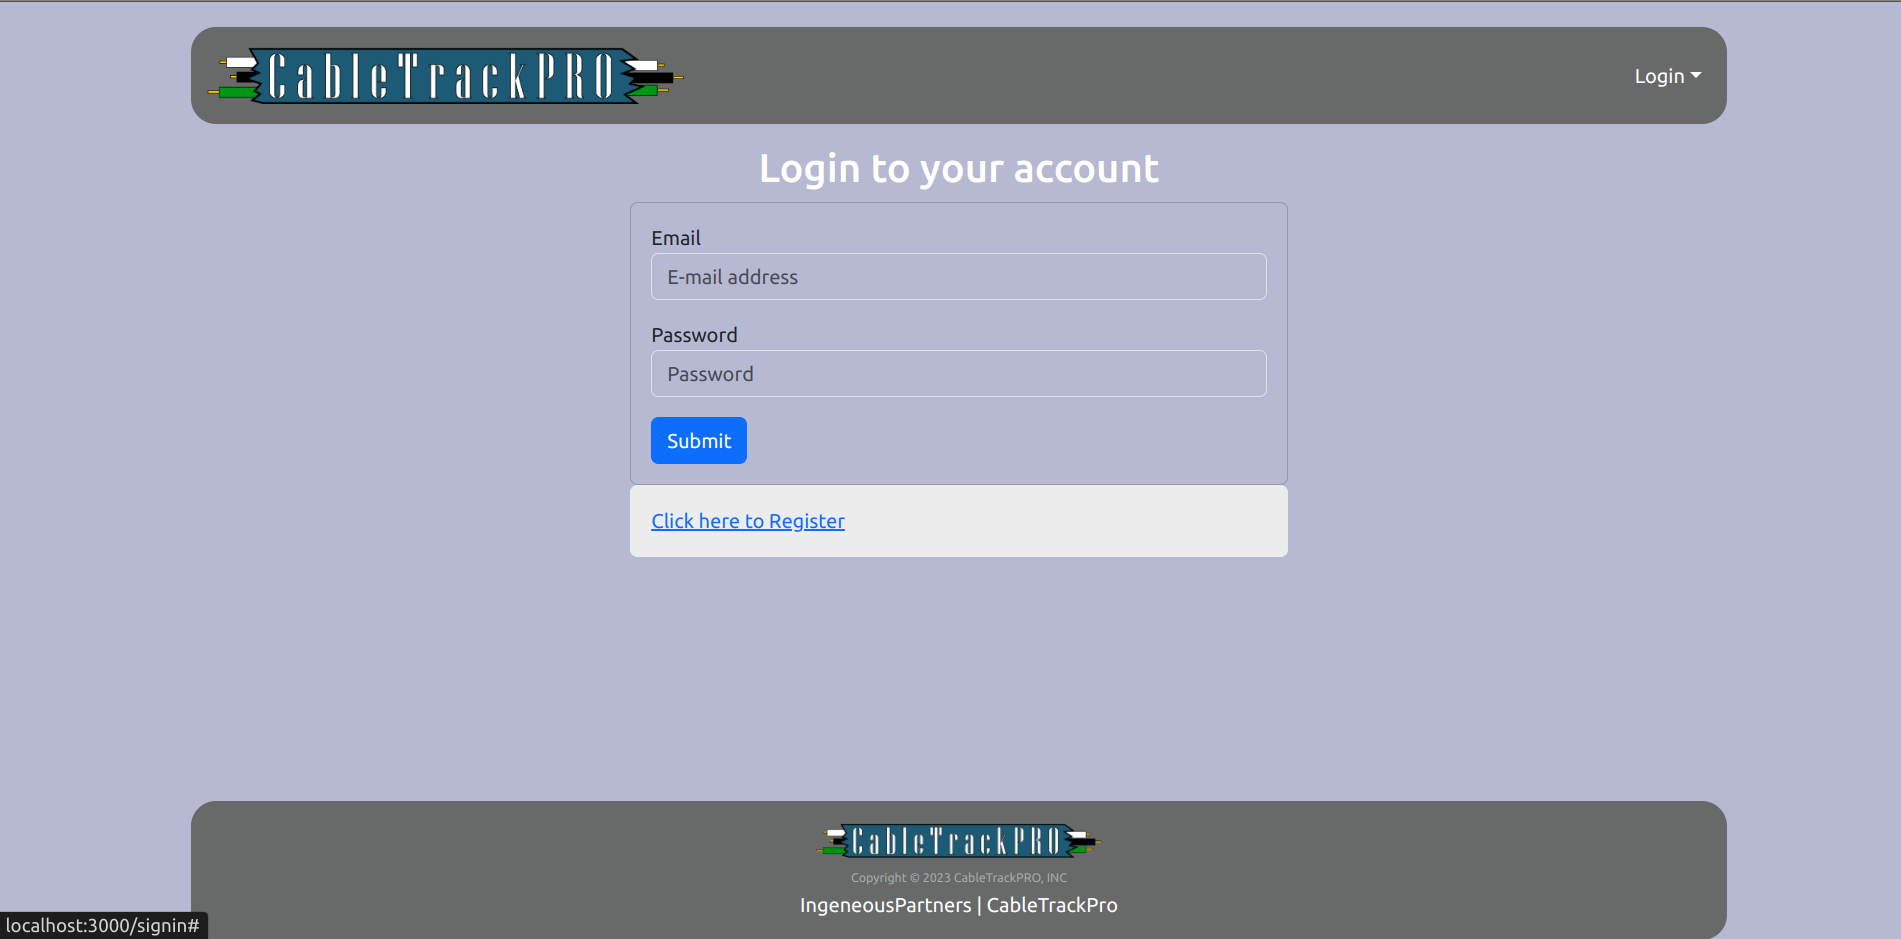 CableTrackPRO
Login
Login to your account
Email
E-mail address
Password
Password
Submit
Click here to Register
CableTrackPRO
Copyright © 2023 CableTrackPRO, INC
IngeneousPartners | CableTrackPro
localhost:3000/signin#